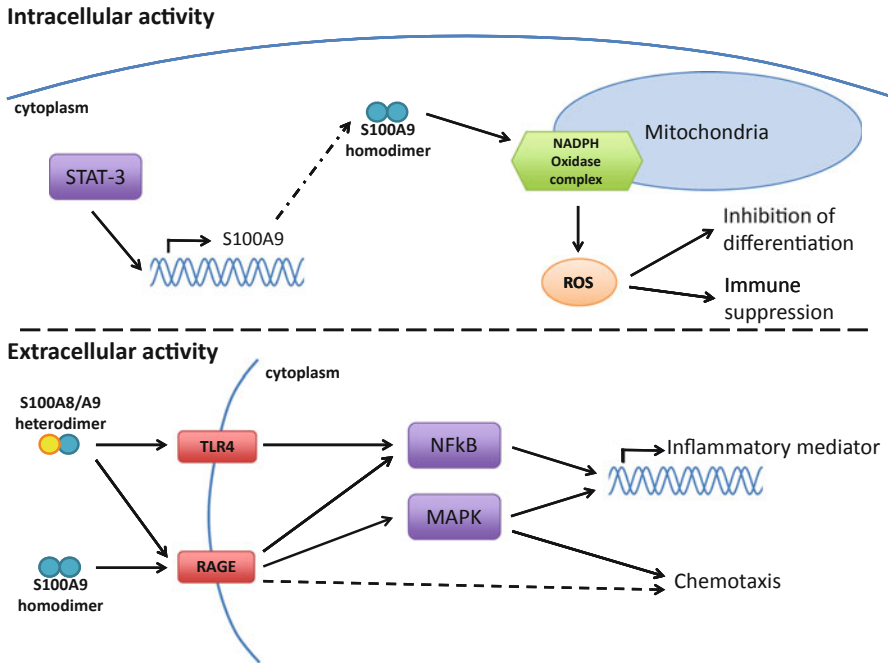 Intracellular activity
cytoplasm
S100A9
homodimer
NADPH
Oxidase
complex
Mitochondria
STAT-3
S100A9
Inhibition of
differentiation
ROS
Immune
suppression
Extracellular activity
cytoplasm
S100A8/A9
heterodimer
TLR4
NFkB
Inflammatory mediator
MAPK
RAGE
S100A9
homodimer
Chemotaxis